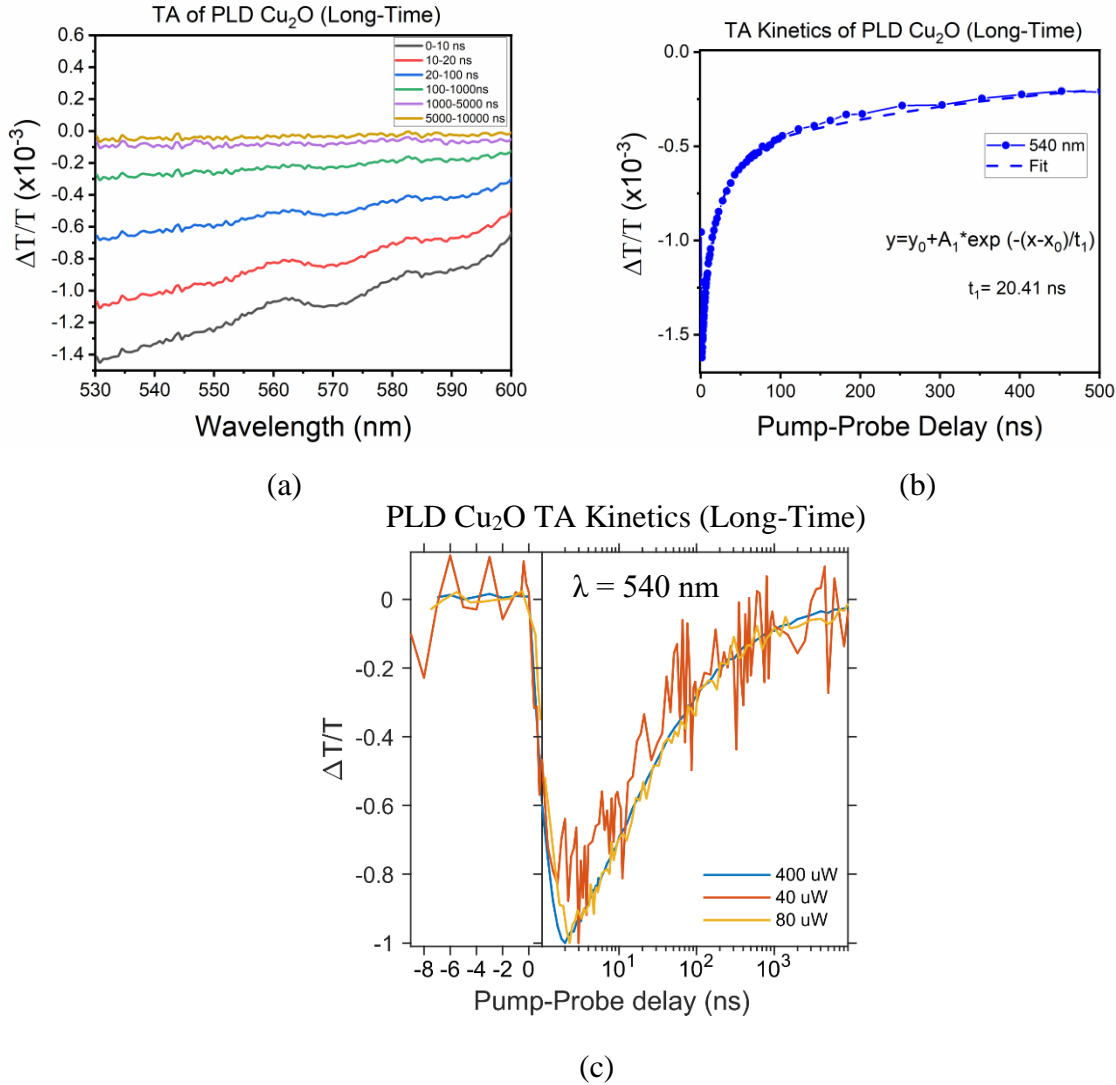 TA of PLD Cu₂O (Long-Time)
0.6
0.4
0.2
0.0
-0.2
-0.4
-0.6
-0.8
-1.0
-1.2
-1.4
ΔT/T (x10⁻³)
0-10 ns
10-20 ns
20-100 ns
100-1000ns
1000-5000 ns
5000-10000 ns
530 540 550 560 570 580 590 600
Wavelength (nm)
(a)
TA Kinetics of PLD Cu₂O (Long-Time)
0.0
-0.5
-1.0
-1.5
ΔT/T (x10⁻³)
540 nm
Fit
y=y₀+A₁*exp (-(x-x₀)/t₁)
t₁= 20.41 ns
0 50 100 150 200 250 300 350 400 450 500
Pump-Probe Delay (ns)
(b)
PLD Cu₂O TA Kinetics (Long-Time)
λ = 540 nm
0
-0.2
-0.4
-0.6
-0.8
-1
ΔT/T
400 uW
40 uW
80 uW
-8 -6 -4 -2 0 10¹ 10² 10³
Pump-Probe delay (ns)
(c)